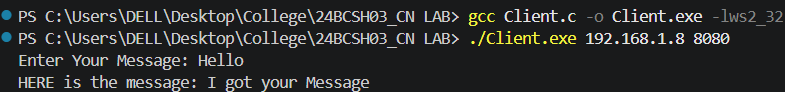 PS C:\Users\DELL\Desktop\College\24BCSH03_CN LAB> gcc Client.c -o Client.exe -lws2_32
PS C:\Users\DELL\Desktop\College\24BCSH03_CN LAB> ./Client.exe 192.168.1.8 8080
Enter Your Message: Hello
HERE is the message: I got your Message